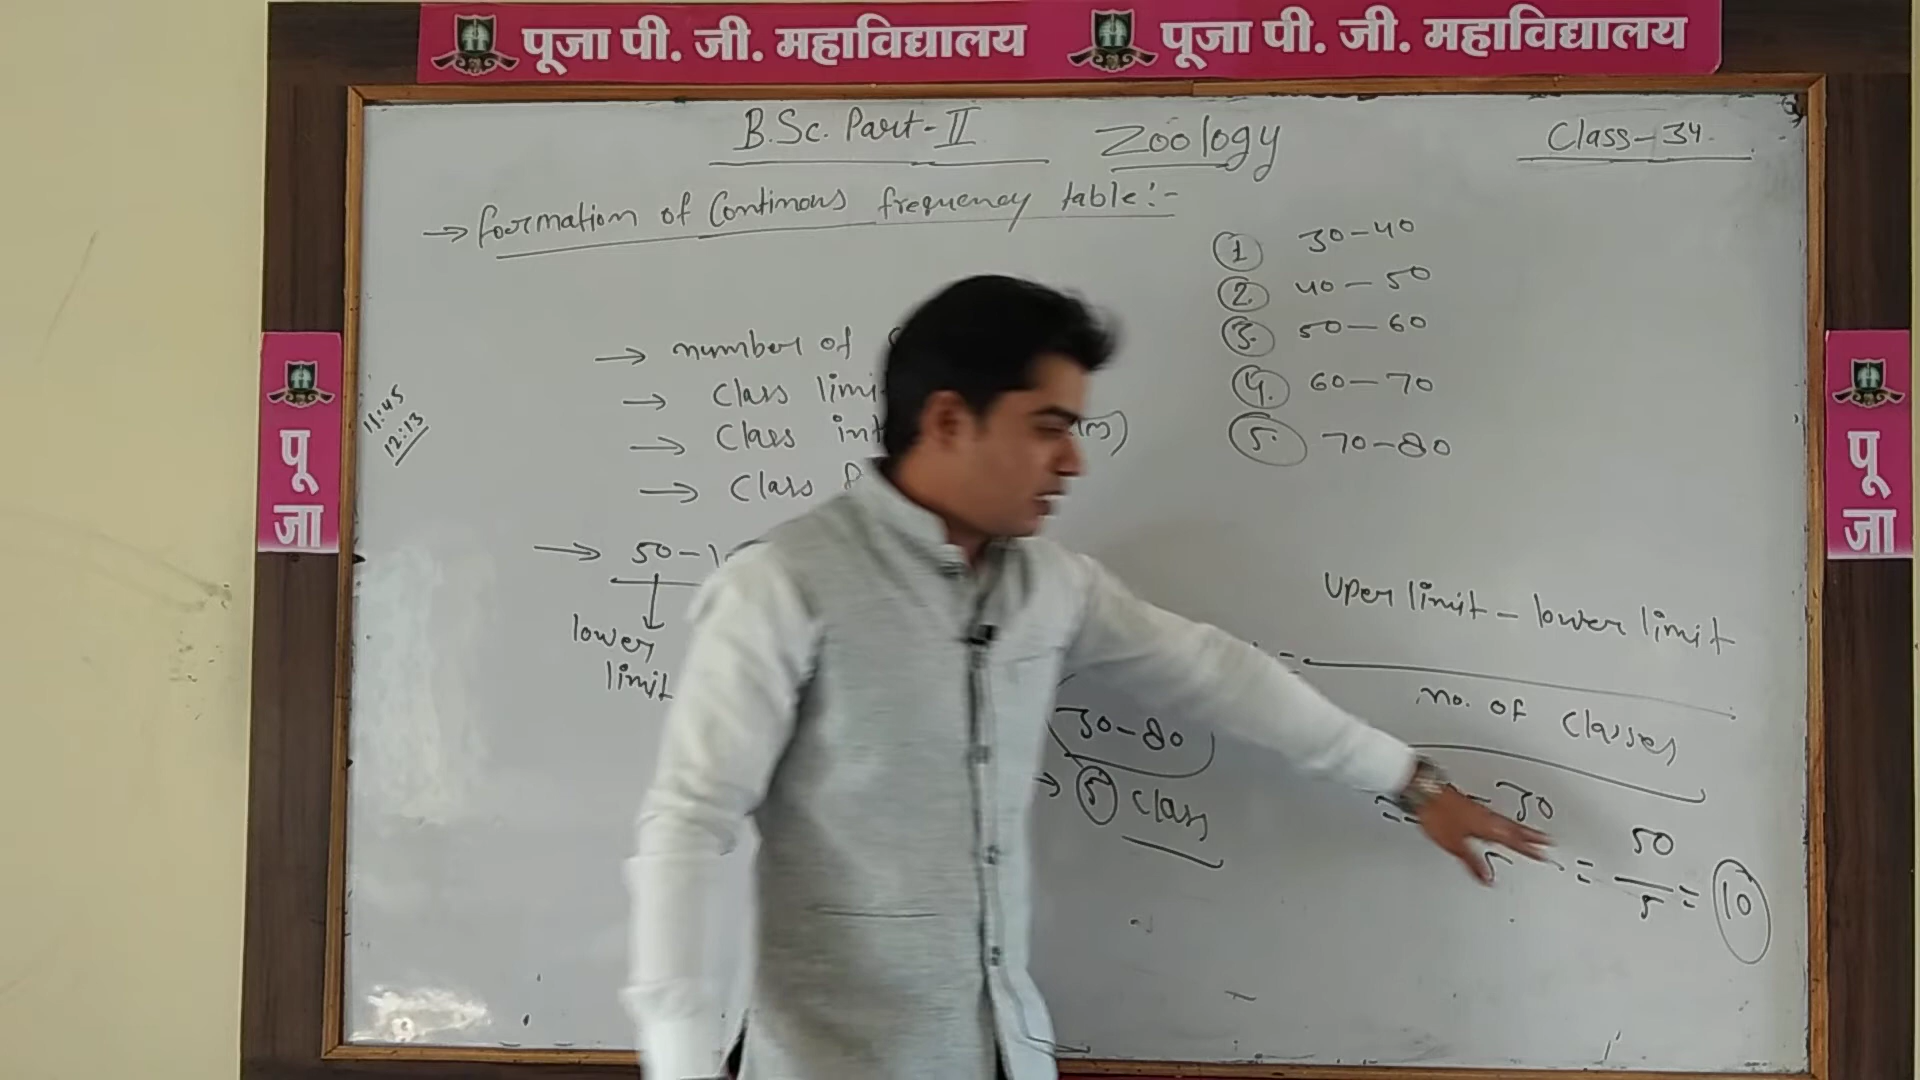 पूजा पी. जी. महाविद्यालय पूजा पी. जी. महाविद्यालय
B.Sc. Part-II Zoology Class-34.
→ formation of Continous frequency table:-
① 30-40
② 40-50
③ 50-60
④ 60-70
⑤ 70-80
→ number of
→ Class limi
→ Class int
→ Class
11:45
12:13
पू
जा
पू
जा
→ 50-1
lower
limit
Uper limit - lower limit
=
no. of Classes
30-80
→ ⑤ Class
= - 30
5
= 50
5
= 10